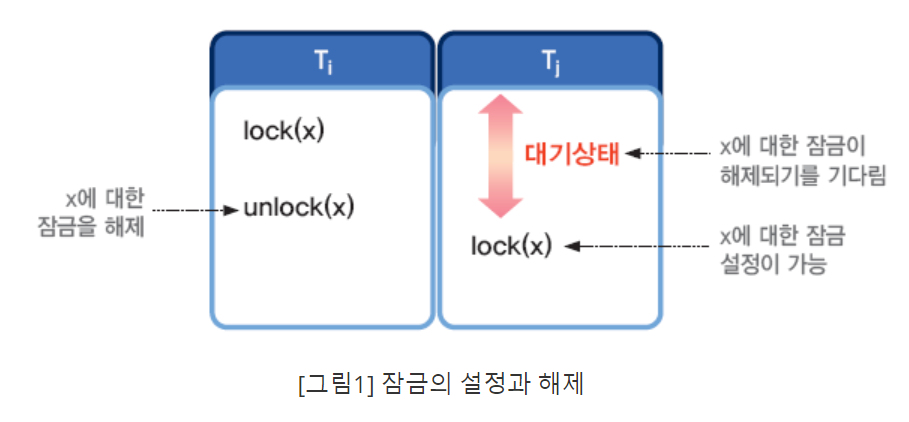 Ti
Tj
lock(x)
대기상태
x에 대한 잠금이
해제되기를 기다림
x에 대한
잠금을 해제
unlock(x)
lock(x)
x에 대한 잠금
설정이 가능
[그림1] 잠금의 설정과 해제